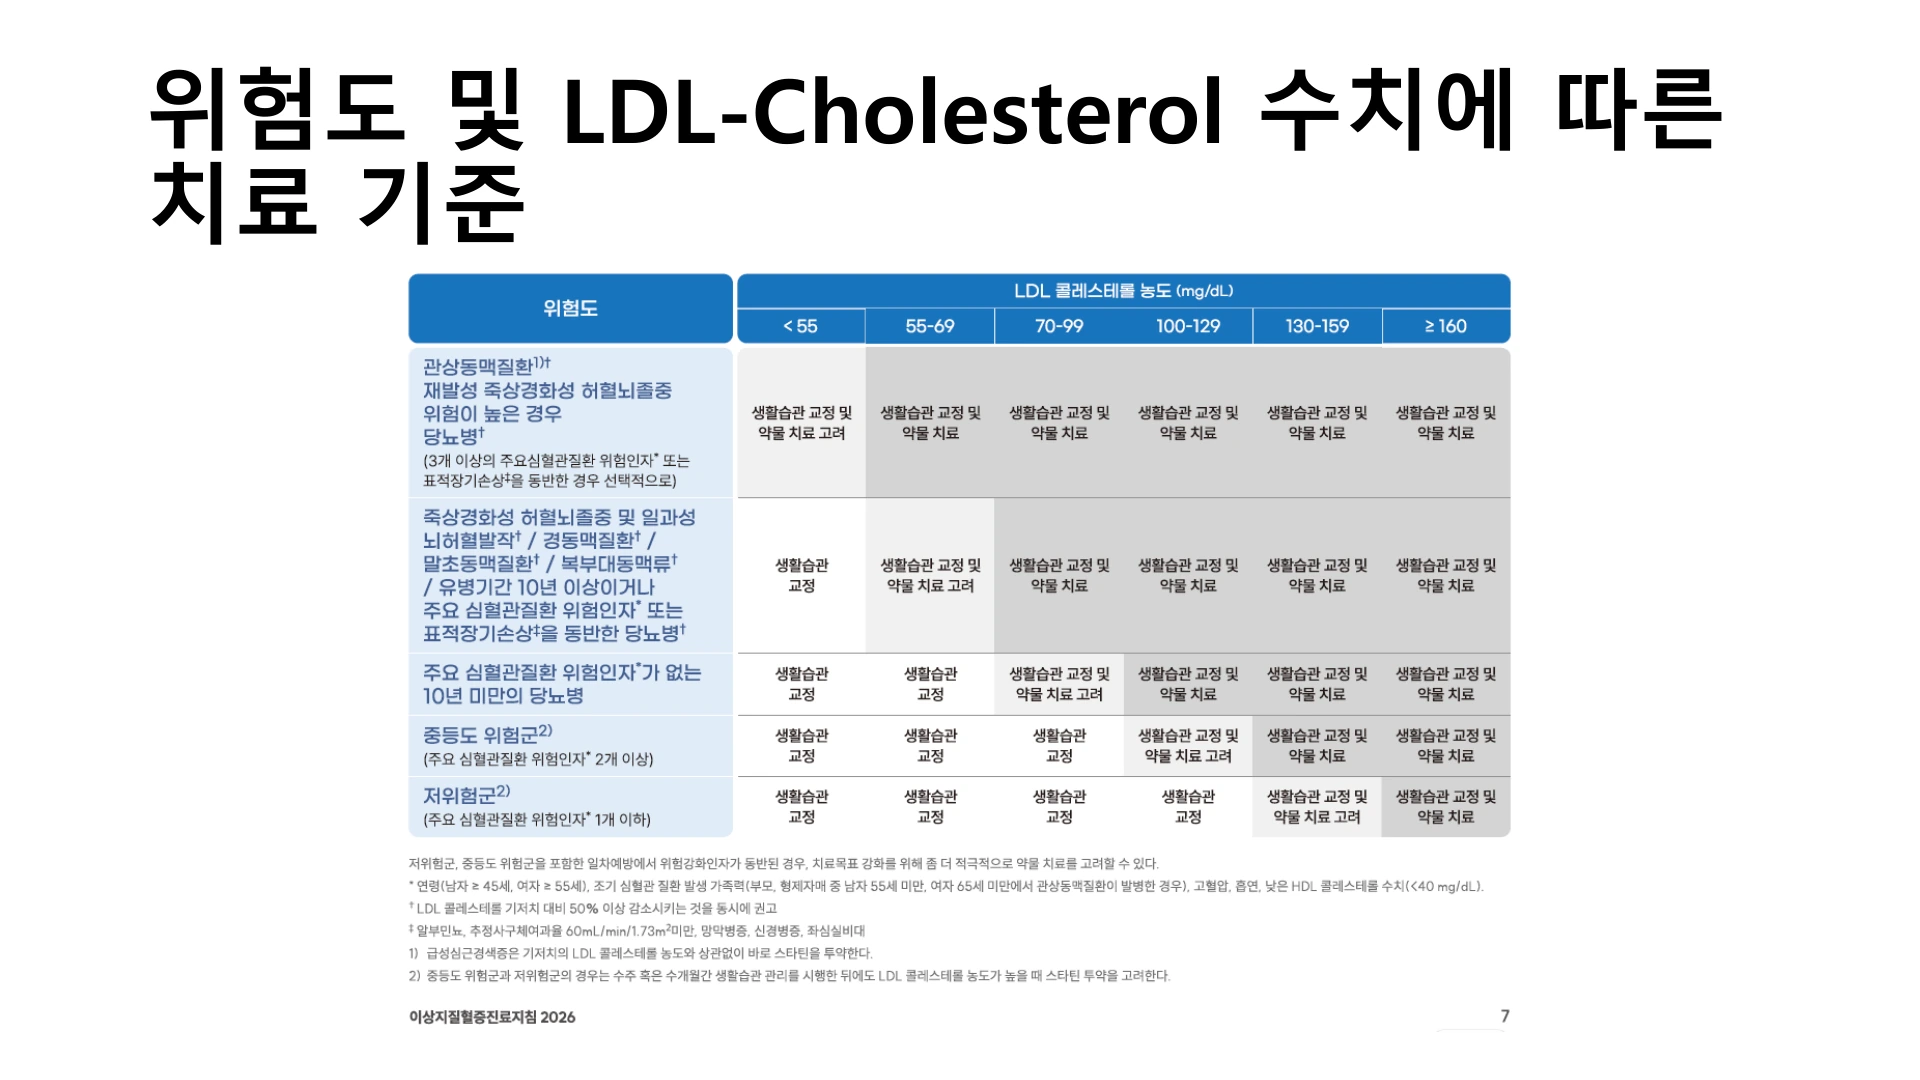 위험도 및 LDL-Cholesterol 수치에 따른
치료 기준
위험도
LDL 콜레스테롤 농도 (mg/dL)
< 55
55-69
70-99
100-129
130-159
≥ 160
관상동맥질환1)†
재발성 죽상경화성 허혈뇌졸중
위험이 높은 경우
당뇨병†
(3개 이상의 주요심혈관질환 위험인자* 또는
표적장기손상‡을 동반한 경우 선택적으로)
생활습관 교정 및
약물 치료 고려
생활습관 교정 및
약물 치료
생활습관 교정 및
약물 치료
생활습관 교정 및
약물 치료
생활습관 교정 및
약물 치료
생활습관 교정 및
약물 치료
죽상경화성 허혈뇌졸중 및 일과성
뇌허혈발작† / 경동맥질환† /
말초동맥질환† / 복부대동맥류†
/ 유병기간 10년 이상이거나
주요 심혈관질환 위험인자* 또는
표적장기손상‡을 동반한 당뇨병†
생활습관
교정
생활습관 교정 및
약물 치료 고려
생활습관 교정 및
약물 치료
생활습관 교정 및
약물 치료
생활습관 교정 및
약물 치료
생활습관 교정 및
약물 치료
주요 심혈관질환 위험인자*가 없는
10년 미만의 당뇨병
생활습관
교정
생활습관
교정
생활습관 교정 및
약물 치료 고려
생활습관 교정 및
약물 치료
생활습관 교정 및
약물 치료
생활습관 교정 및
약물 치료
중등도 위험군2)
(주요 심혈관질환 위험인자* 2개 이상)
생활습관
교정
생활습관
교정
생활습관
교정
생활습관 교정 및
약물 치료 고려
생활습관 교정 및
약물 치료
생활습관 교정 및
약물 치료
저위험군2)
(주요 심혈관질환 위험인자* 1개 이하)
생활습관
교정
생활습관
교정
생활습관
교정
생활습관
교정
생활습관 교정 및
약물 치료 고려
생활습관 교정 및
약물 치료
저위험군, 중등도 위험군을 포함한 일차예방에서 위험강화인자가 동반된 경우, 치료목표 강화를 위해 좀 더 적극적으로 약물 치료를 고려할 수 있다.
* 연령(남자 ≥ 45세, 여자 ≥ 55세), 조기 심혈관 질환 발생 가족력(부모, 형제자매 중 남자 55세 미만, 여자 65세 미만에서 관상동맥질환이 발병한 경우), 고혈압, 흡연, 낮은 HDL 콜레스테롤 수치(<40 mg/dL).
† LDL 콜레스테롤 기저치 대비 50% 이상 감소시키는 것을 동시에 권고
‡ 알부민뇨, 추정사구체여과율 60mL/min/1.73m²미만, 망막병증, 신경병증, 좌심실비대
1) 급성심근경색증은 기저치의 LDL 콜레스테롤 농도와 상관없이 바로 스타틴을 투약한다.
2) 중등도 위험군과 저위험군의 경우는 수주 혹은 수개월간 생활습관 관리를 시행한 뒤에도 LDL 콜레스테롤 농도가 높을 때 스타틴 투약을 고려한다.
이상지질혈증진료지침 2026
7